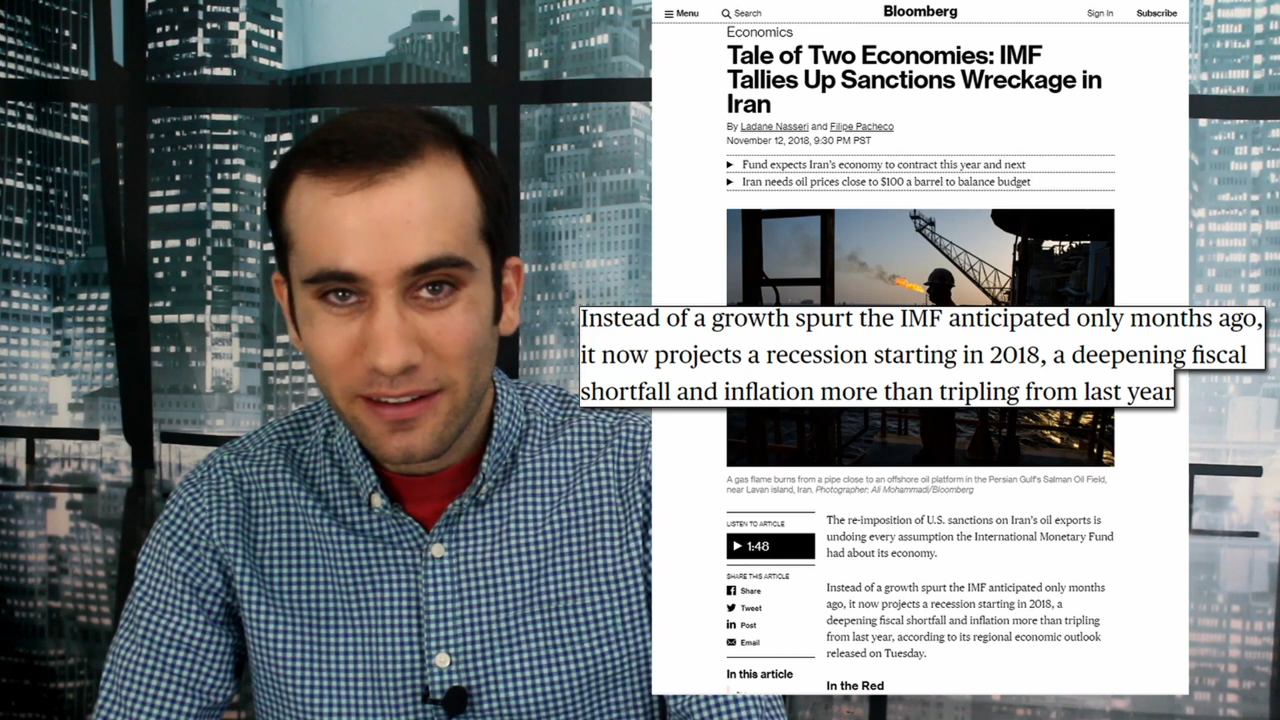 Menu
Search
Bloomberg
Sign In
Subscribe
Economics
Tale of Two Economies: IMF
Tallies Up Sanctions Wreckage in
Iran
By Ladane Nasseri and Filipe Pacheco
November 12, 2018, 9:30 PM PST
Fund expects Iran's economy to contract this year and next
Iran needs oil prices close to $100 a barrel to balance budget
Instead of a growth spurt the IMF anticipated only months ago,
it now projects a recession starting in 2018, a deepening fiscal
shortfall and inflation more than tripling from last year
A gas flame burns from a pipe close to an offshore oil platform in the Persian Gulf's Salman Oil Field,
near Lavan island, Iran. Photographer: Ali Mohammadi/Bloomberg
LISTEN TO ARTICLE
1:48
SHARE THIS ARTICLE
Share
Tweet
Post
Email
In this article
The re-imposition of U.S. sanctions on Iran's oil exports is
undoing every assumption the International Monetary Fund
had about its economy.
Instead of a growth spurt the IMF anticipated only months
ago, it now projects a recession starting in 2018, a
deepening fiscal shortfall and inflation more than tripling
from last year, according to its regional economic outlook
released on Tuesday.
In the Red